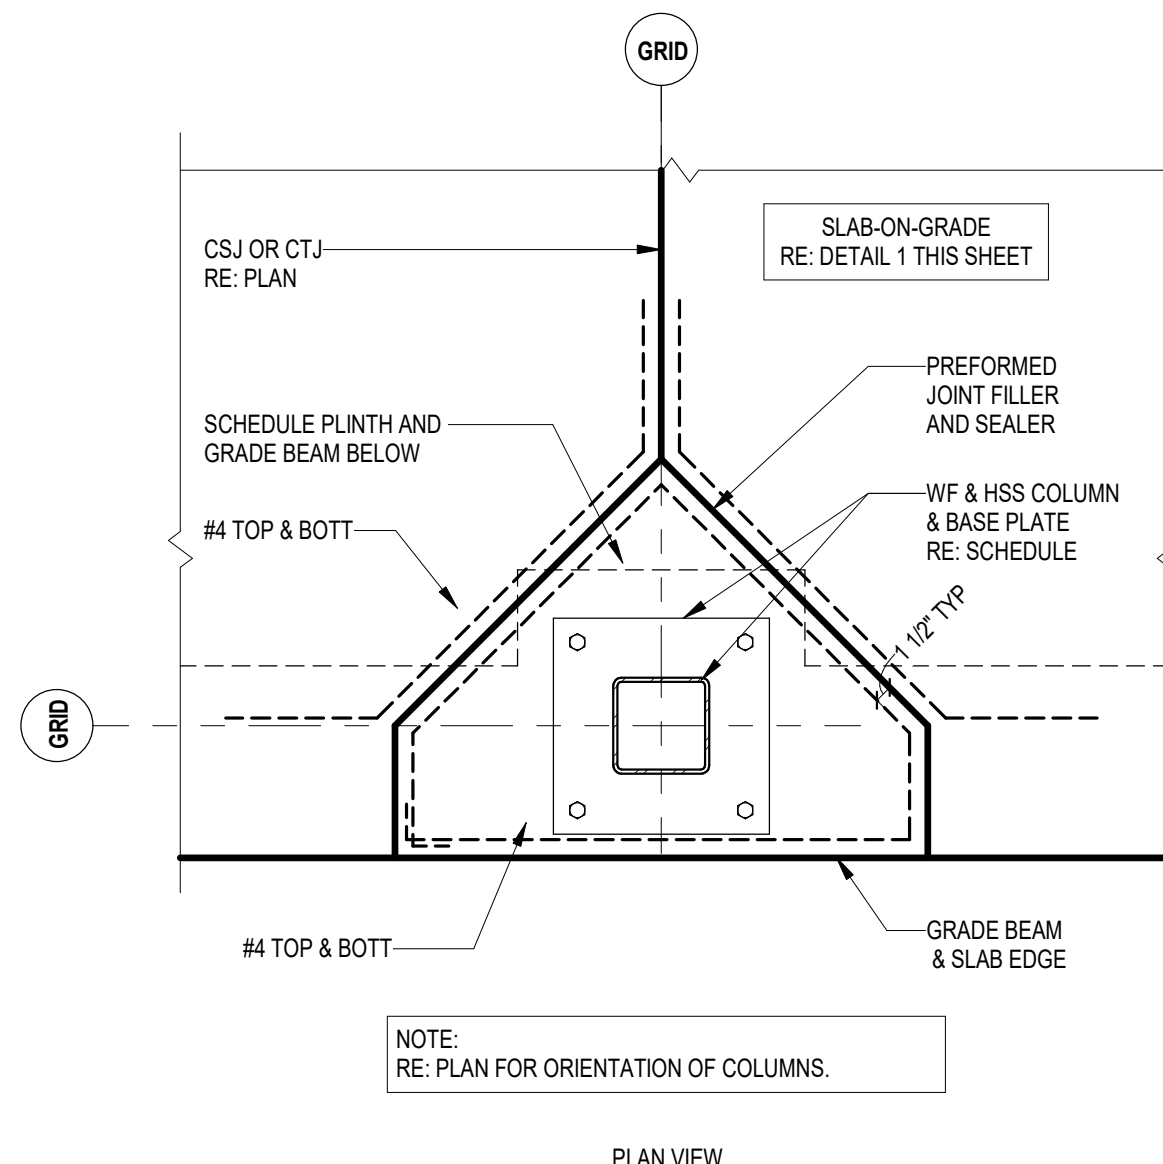 GRID
CSJ OR CTJ
RE: PLAN
SLAB-ON-GRADE
RE: DETAIL 1 THIS SHEET
PREFORMED
JOINT FILLER
AND SEALER
SCHEDULE PLINTH AND
GRADE BEAM BELOW
WF & HSS COLUMN
& BASE PLATE
RE: SCHEDULE
#4 TOP & BOTT
1 1/2" TYP
GRID
#4 TOP & BOTT
GRADE BEAM
& SLAB EDGE
NOTE:
RE: PLAN FOR ORIENTATION OF COLUMNS.
PLAN VIEW